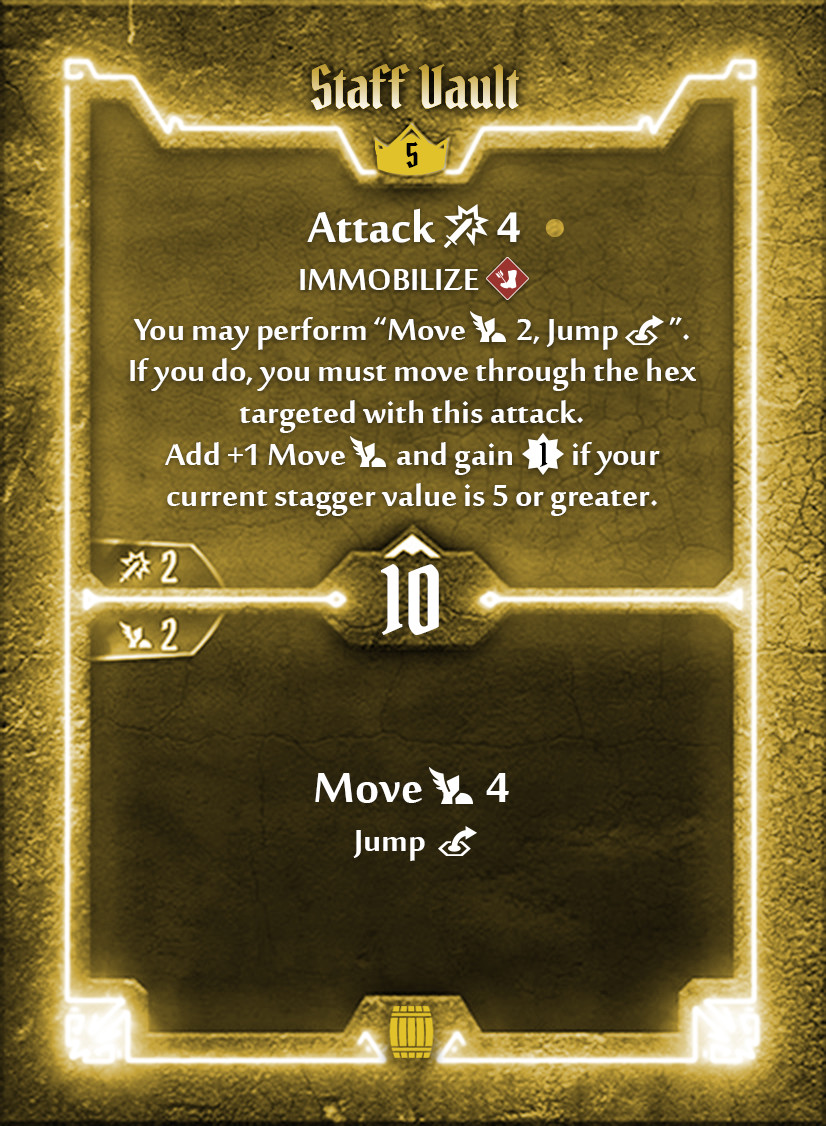 Staff Vault
5
Attack 4
IMMOBILIZE
You may perform “Move 2, Jump ”.
If you do, you must move through the hex
targeted with this attack.
Add +1 Move and gain 1 if your
current stagger value is 5 or greater.
2
10
2
Move 4
Jump